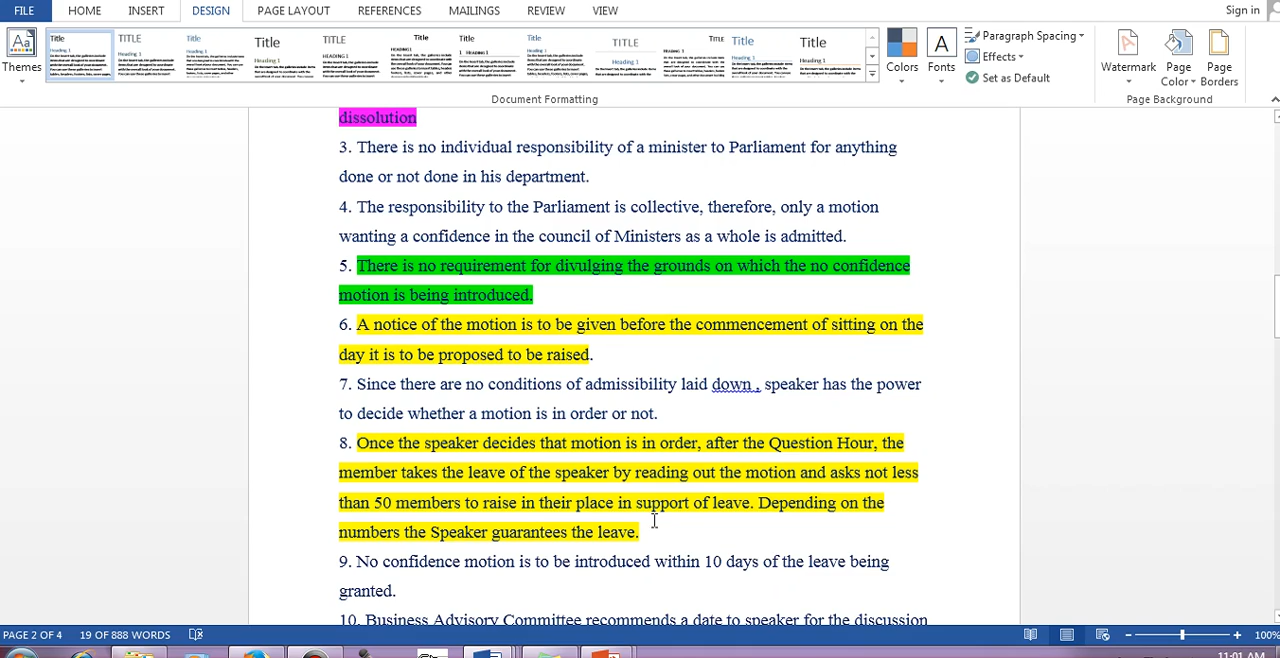 FILE HOME INSERT DESIGN PAGE LAYOUT REFERENCES MAILINGS REVIEW VIEW Sign in
Themes Colors Fonts Paragraph Spacing Effects Set as Default Watermark Page Color Page Borders
Document Formatting Page Background
dissolution
3. There is no individual responsibility of a minister to Parliament for anything
done or not done in his department.
4. The responsibility to the Parliament is collective, therefore, only a motion
wanting a confidence in the council of Ministers as a whole is admitted.
5. There is no requirement for divulging the grounds on which the no confidence
motion is being introduced.
6. A notice of the motion is to be given before the commencement of sitting on the
day it is to be proposed to be raised.
7. Since there are no conditions of admissibility laid down , speaker has the power
to decide whether a motion is in order or not.
8. Once the speaker decides that motion is in order, after the Question Hour, the
member takes the leave of the speaker by reading out the motion and asks not less
than 50 members to raise in their place in support of leave. Depending on the
numbers the Speaker guarantees the leave.
9. No confidence motion is to be introduced within 10 days of the leave being
granted.
10. Business Advisory Committee recommends a date to speaker for the discussion
PAGE 2 OF 4 19 OF 888 WORDS 100%
11:01 AM